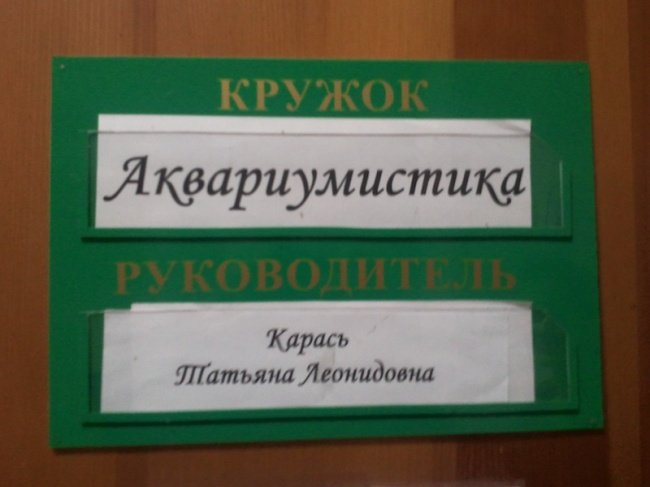 КРУЖОК
Аквариумистика
РУКОВОДИТЕЛЬ
Карась
Татьяна Леонидовна